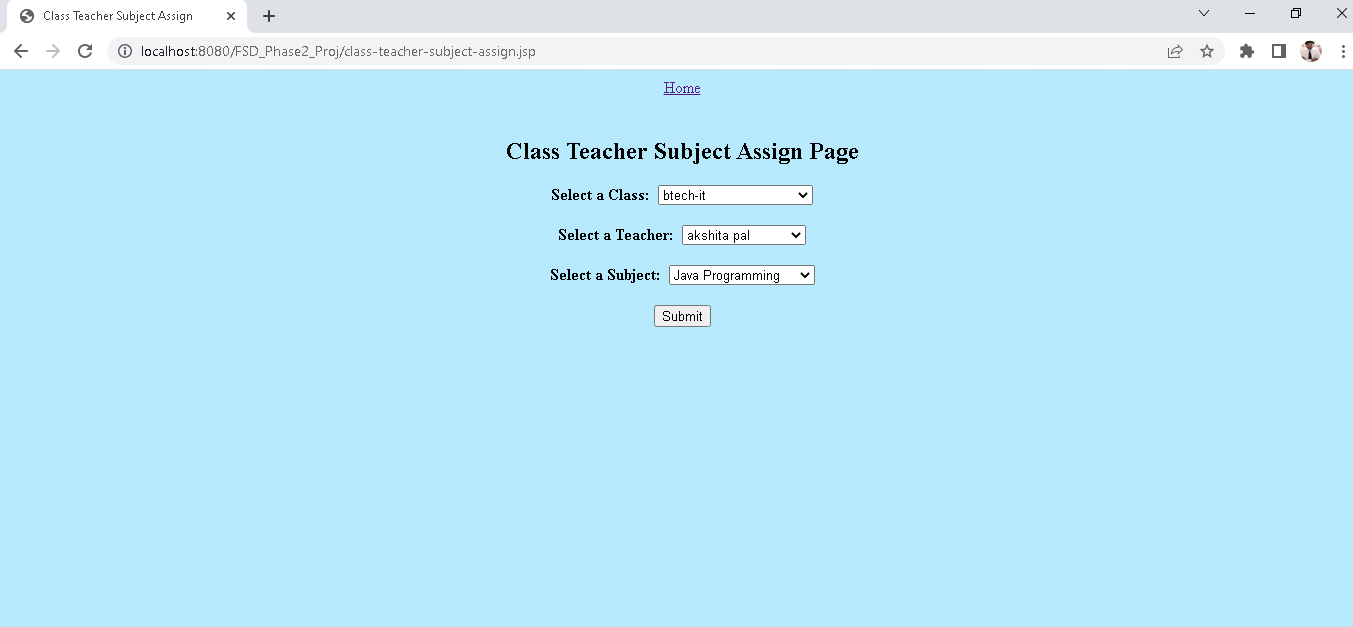 Class Teacher Subject Assign
localhost:8080/FSD_Phase2_Proj/class-teacher-subject-assign.jsp
Home
Class Teacher Subject Assign Page
Select a Class: btech-it
Select a Teacher: akshita pal
Select a Subject: Java Programming
Submit